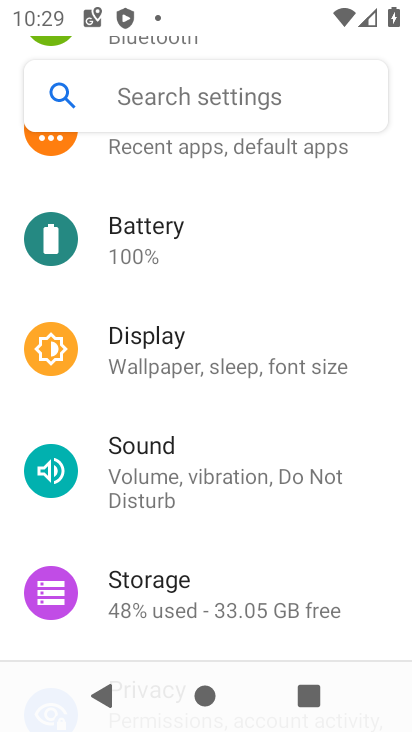 10:29
Bluetooth
Search settings
Recent apps, default apps
Battery
100%
Display
Wallpaper, sleep, font size
Sound
Volume, vibration, Do Not
Disturb
Storage
48% used - 33.05 GB free
Privacy
Permissions, account activity,